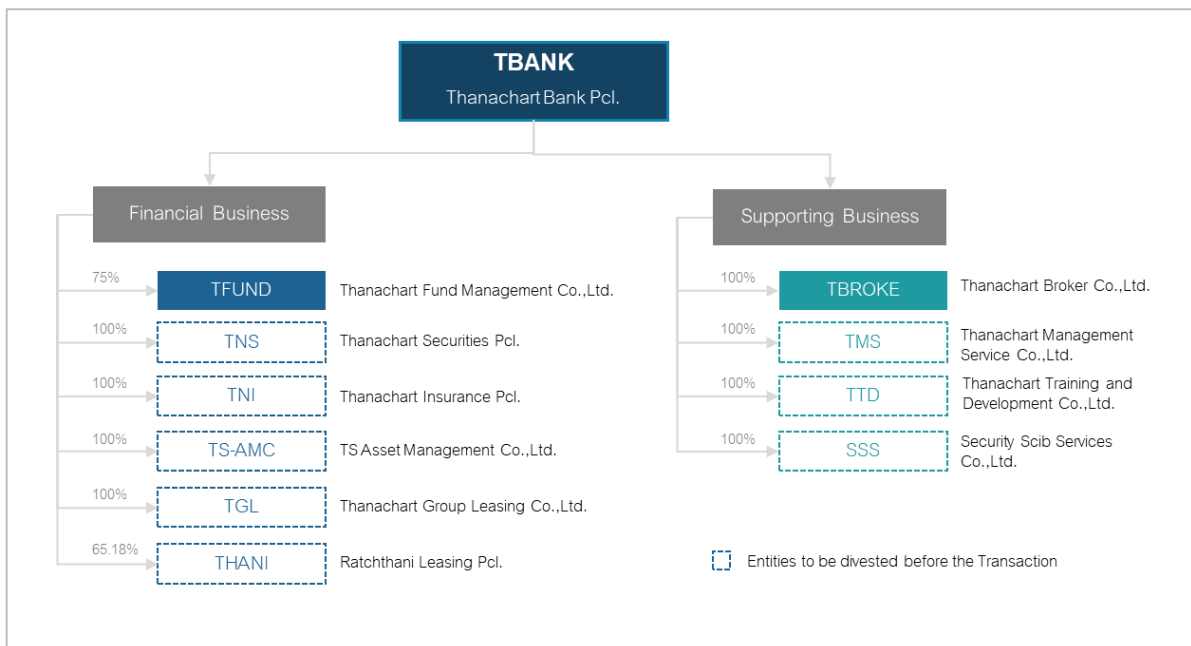 TBANK
Thanachart Bank Pcl.
Financial Business
75%
TFUND
Thanachart Fund Management Co.,Ltd.
100%
TNS
Thanachart Securities Pcl.
100%
TNI
Thanachart Insurance Pcl.
100%
TS-AMC
TS Asset Management Co.,Ltd.
100%
TGL
Thanachart Group Leasing Co.,Ltd.
65.18%
THANI
Ratchthani Leasing Pcl.
Supporting Business
100%
TBROKE
Thanachart Broker Co.,Ltd.
100%
TMS
Thanachart Management
Service Co.,Ltd.
100%
TTD
Thanachart Training and
Development Co.,Ltd.
100%
SSS
Security Scib Services
Co.,Ltd.
Entities to be divested before the Transaction